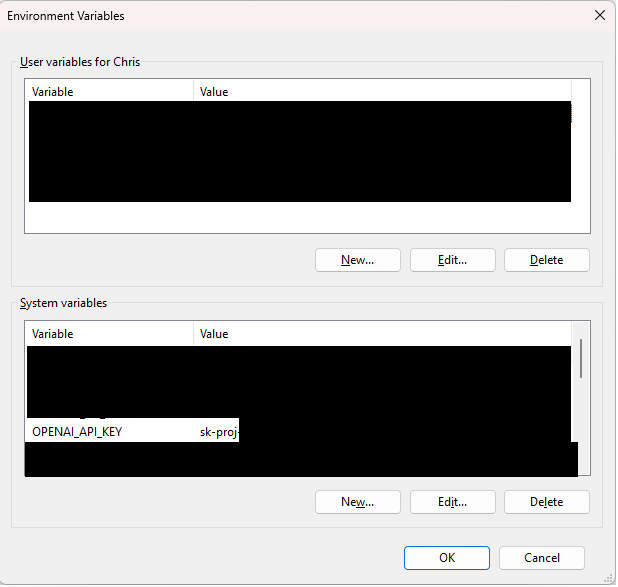 Environment Variables
User variables for Chris
Variable Value
New... Edit... Delete
System variables
Variable Value
OPENAI_API_KEY sk-proj-
New... Edit... Delete
OK Cancel